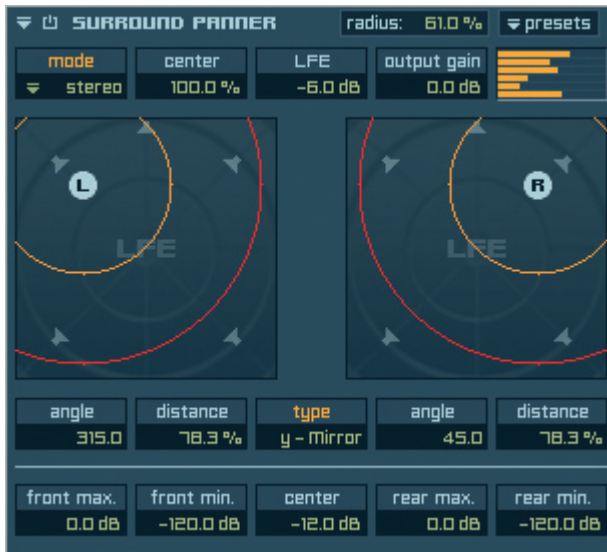 SURROUND PANNER radius: 61.0 % presets
mode center LFE output gain
stereo 100.0 % -6.0 dB 0.0 dB
L R
LFE LFE
angle distance type angle distance
315.0 78.3 % y - Mirror 45.0 78.3 %
front max. front min. center rear max. rear min.
0.0 dB -120.0 dB -12.0 dB 0.0 dB -120.0 dB